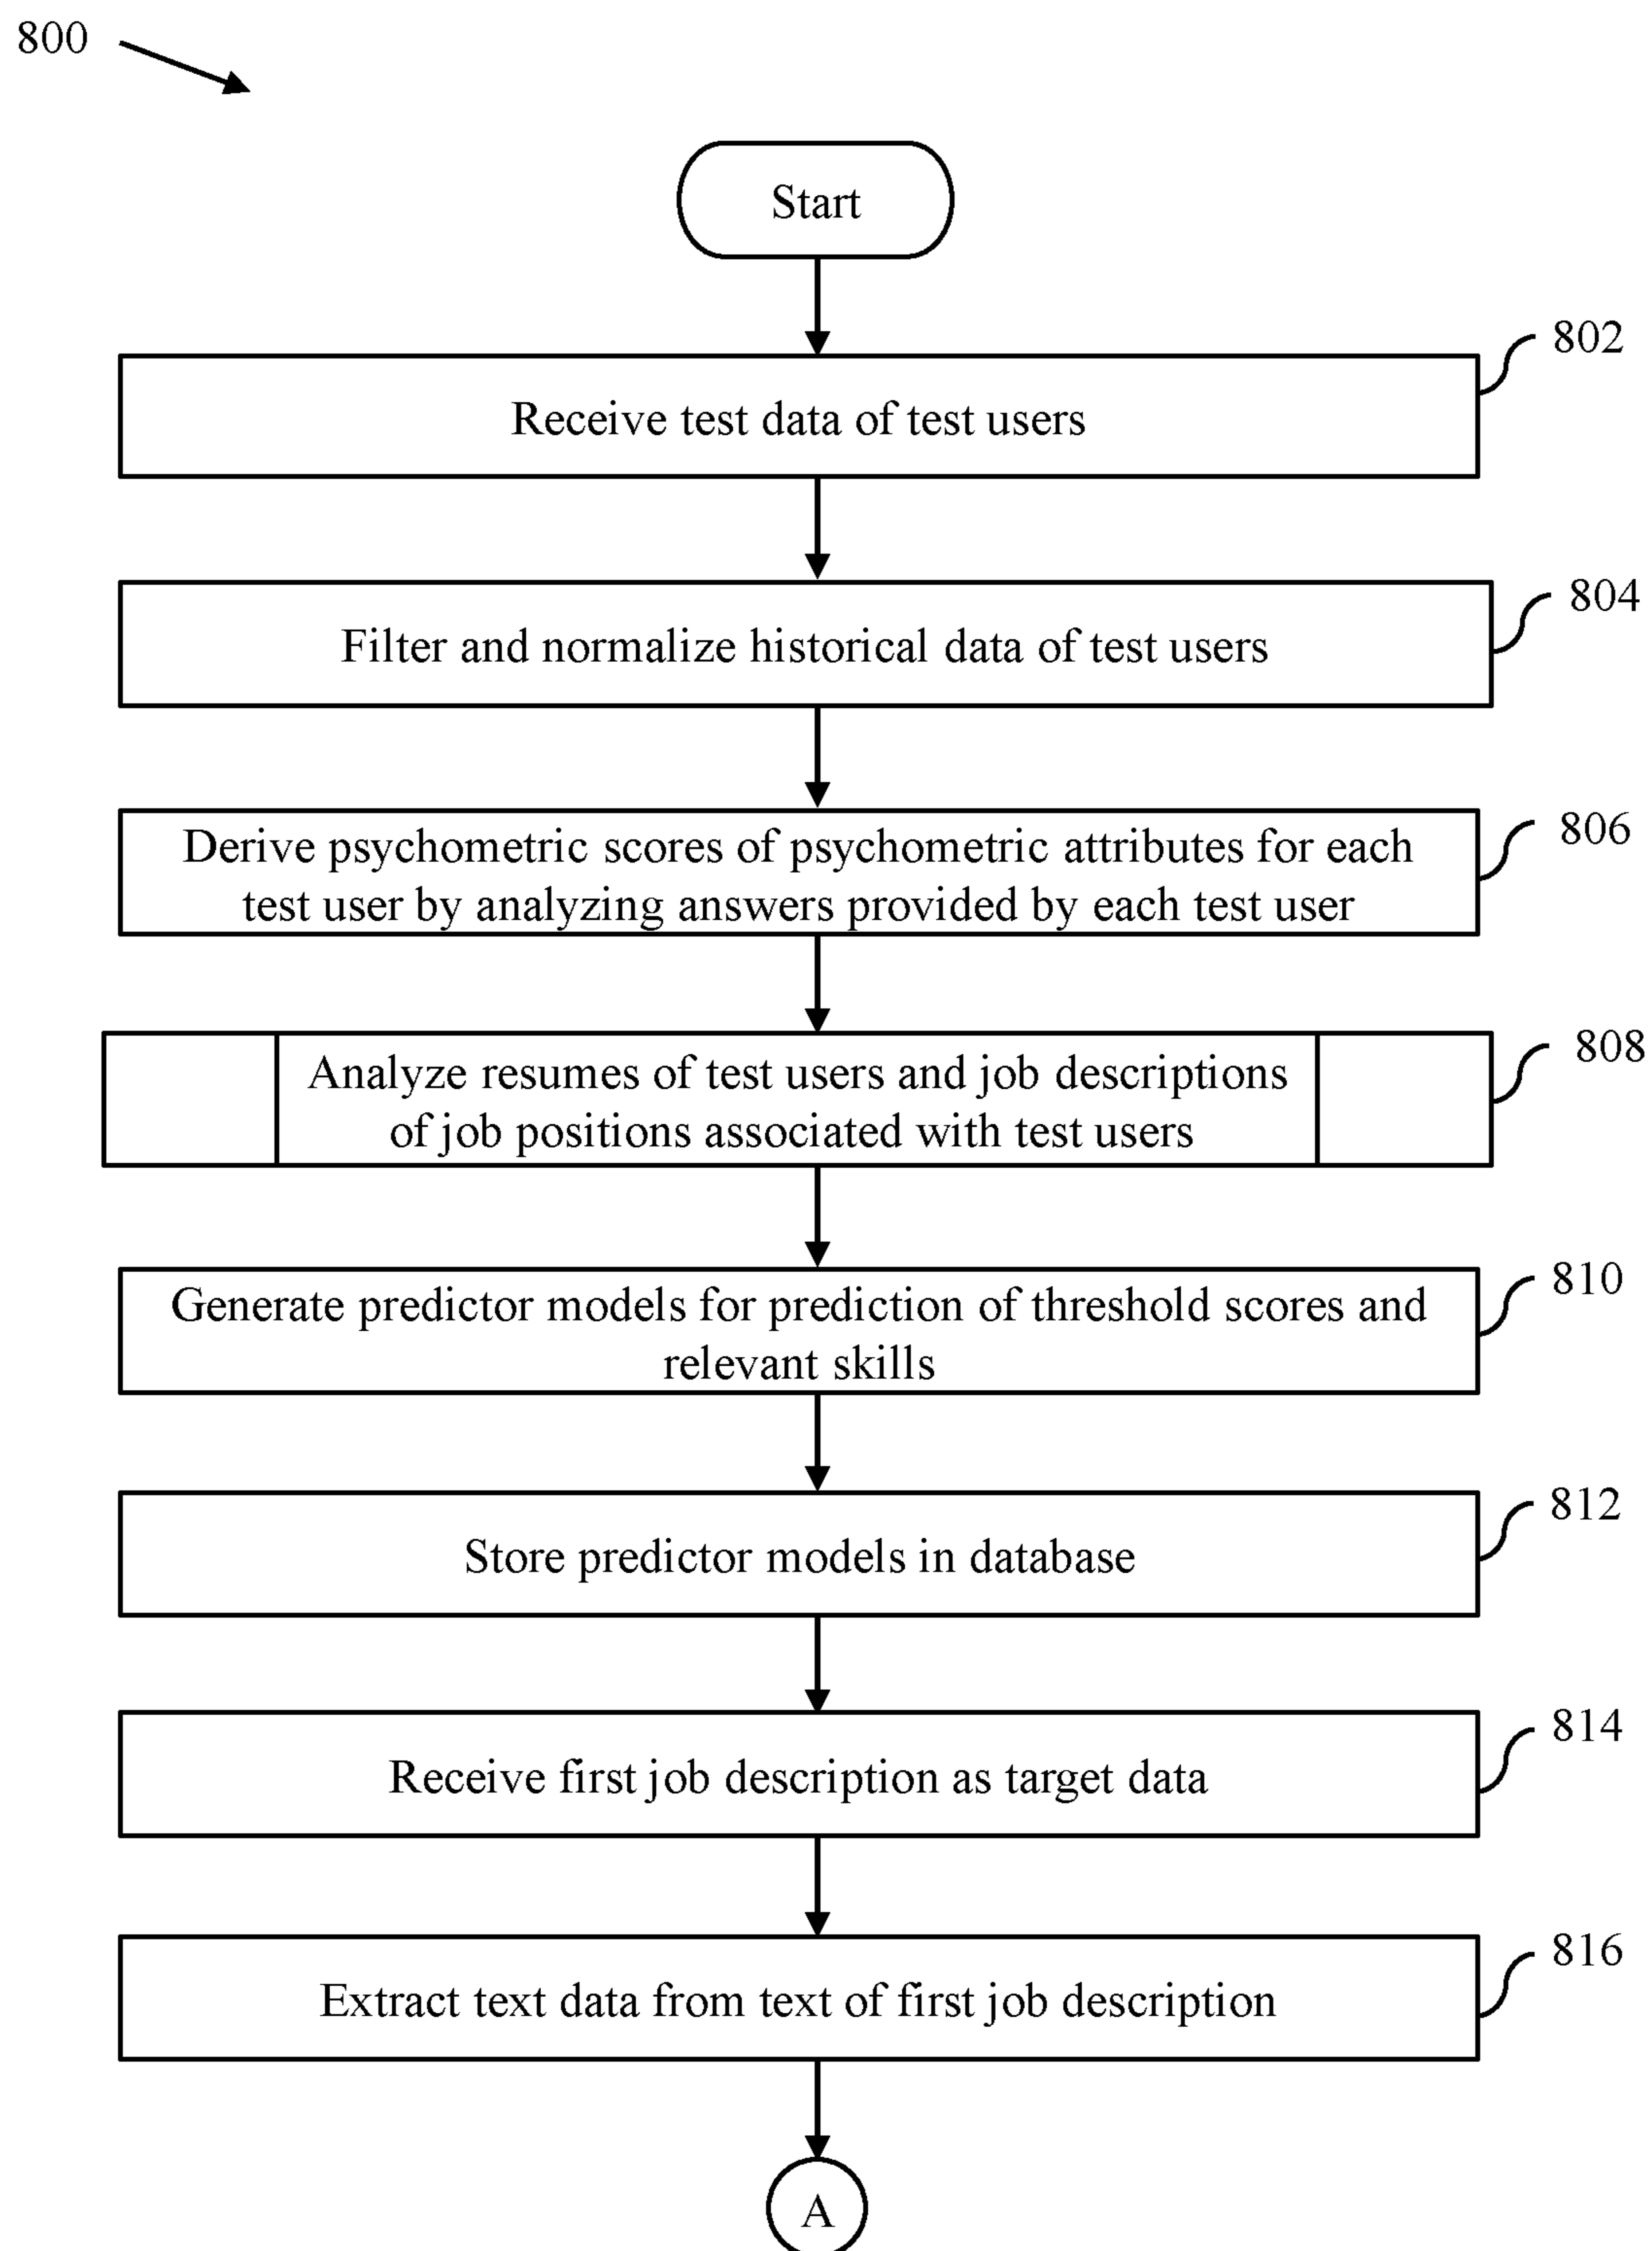 800
Start
802
Receive test data of test users
804
Filter and normalize historical data of test users
806
Derive psychometric scores of psychometric attributes for each
test user by analyzing answers provided by each test user
808
Analyze resumes of test users and job descriptions
of job positions associated with test users
810
Generate predictor models for prediction of threshold scores and
relevant skills
812
Store predictor models in database
814
Receive first job description as target data
816
Extract text data from text of first job description
A